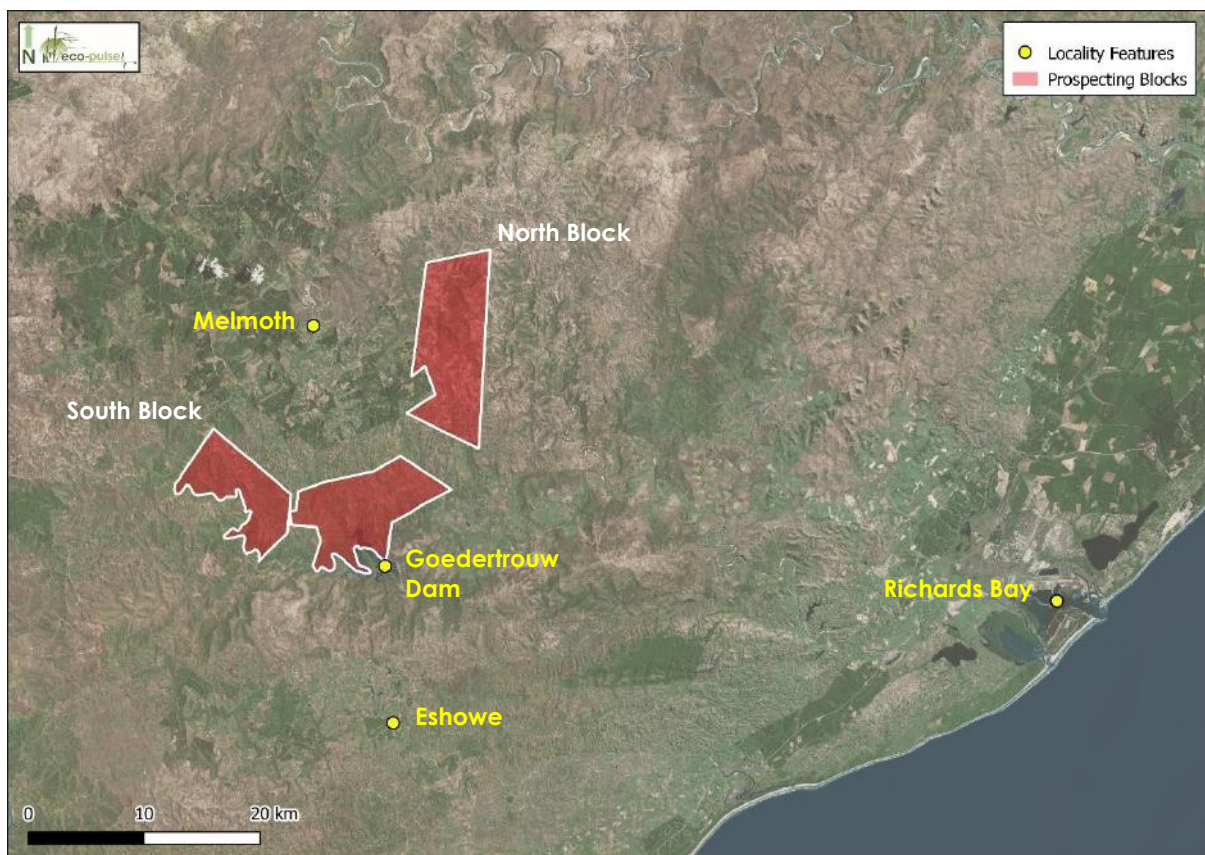 N
eco-pulse
Locality Features
Prospecting Blocks
North Block
Melmoth
South Block
Goedertrouw
Dam
Richards Bay
Eshowe
0 10 20 km